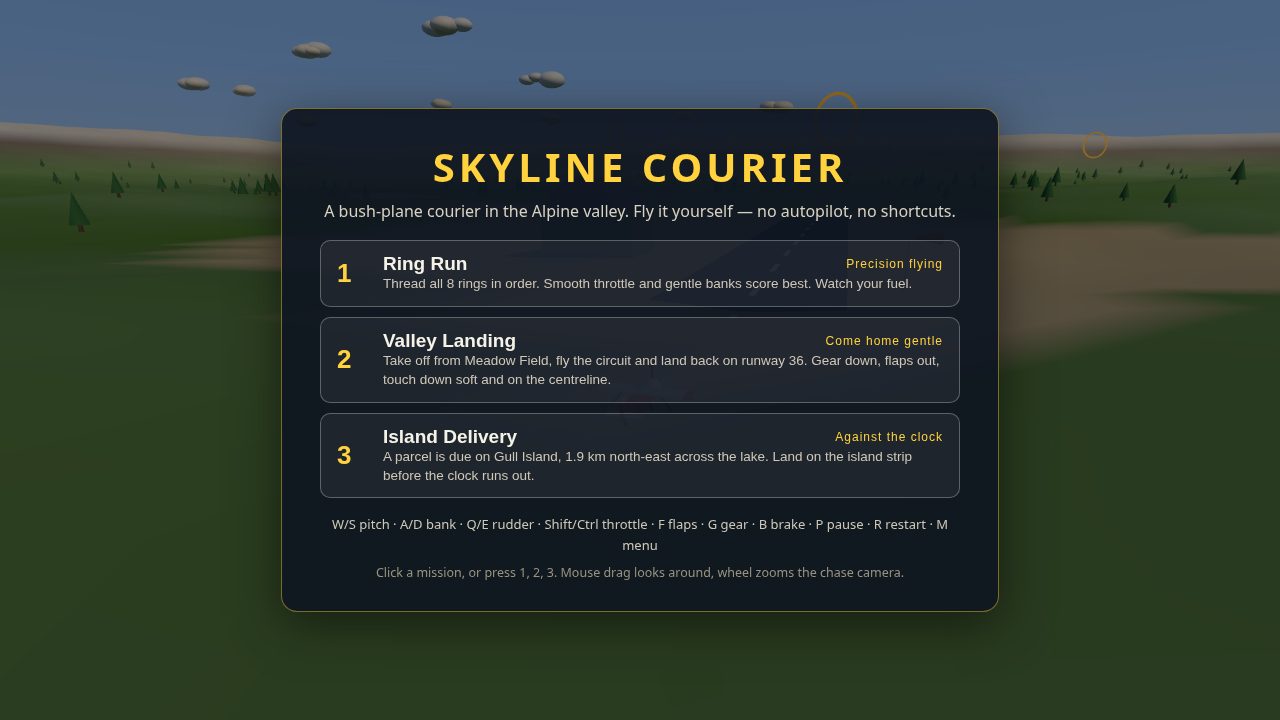 SKYLINE COURIER
A bush-plane courier in the Alpine valley. Fly it yourself — no autopilot, no shortcuts.
1
Ring Run
Precision flying
Thread all 8 rings in order. Smooth throttle and gentle banks score best. Watch your fuel.
2
Valley Landing
Come home gentle
Take off from Meadow Field, fly the circuit and land back on runway 36. Gear down, flaps out,
touch down soft and on the centreline.
3
Island Delivery
Against the clock
A parcel is due on Gull Island, 1.9 km north-east across the lake. Land on the island strip
before the clock runs out.
W/S pitch · A/D bank · Q/E rudder · Shift/Ctrl throttle · F flaps · G gear · B brake · P pause · R restart · M
menu
Click a mission, or press 1, 2, 3. Mouse drag looks around, wheel zooms the chase camera.